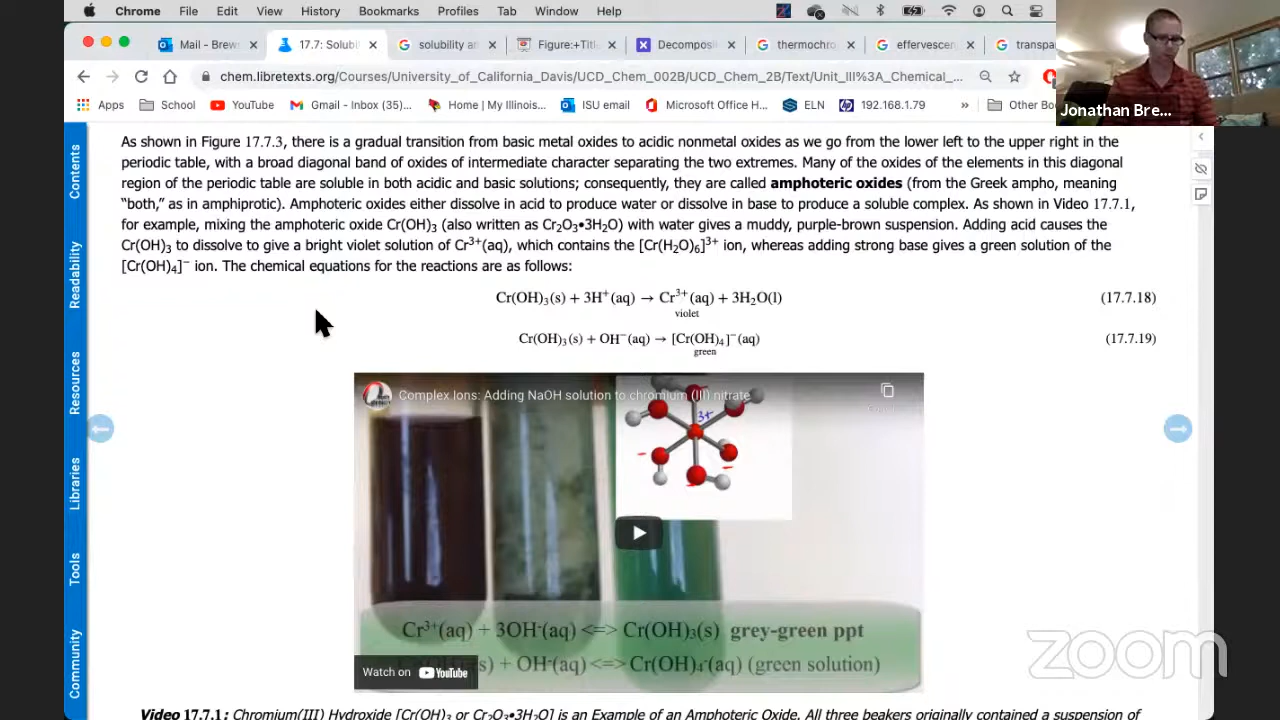 Chrome File Edit View History Bookmarks Profiles Tab Window Help
Mail - Brew 17.7: Solubi solubility a Figure:+Titl Decomposi thermochro effervescen transpa
chem.libretexts.org/Courses/University_of_California_Davis/UCD_Chem_002B/UCD_Chem_2B/Text/Unit_III%3A_Chemical_...
Apps School YouTube Gmail - Inbox (35)... Home | My Illinois... ISU email Microsoft Office H... ELN 192.168.1.79 » Other Boo
Jonathan Bre...
Contents
Readability
Resources
Libraries
Tools
Community
As shown in Figure 17.7.3, there is a gradual transition from basic metal oxides to acidic nonmetal oxides as we go from the lower left to the upper right in the
periodic table, with a broad diagonal band of oxides of intermediate character separating the two extremes. Many of the oxides of the elements in this diagonal
region of the periodic table are soluble in both acidic and basic solutions; consequently, they are called amphoteric oxides (from the Greek ampho, meaning
“both,” as in amphiprotic). Amphoteric oxides either dissolve in acid to produce water or dissolve in base to produce a soluble complex. As shown in Video 17.7.1,
for example, mixing the amphoteric oxide Cr(OH)₃ (also written as Cr₂O₃•3H₂O) with water gives a muddy, purple-brown suspension. Adding acid causes the
Cr(OH)₃ to dissolve to give a bright violet solution of Cr³⁺(aq), which contains the [Cr(H₂O)₆]³⁺ ion, whereas adding strong base gives a green solution of the
[Cr(OH)₄]⁻ ion. The chemical equations for the reactions are as follows:
Cr(OH)₃(s) + 3H⁺(aq) → Cr³⁺(aq) + 3H₂O(l) (17.7.18)
violet
Cr(OH)₃(s) + OH⁻(aq) → [Cr(OH)₄]⁻(aq) (17.7.19)
green
Complex Ions: Adding NaOH solution to chromium (III) nitrate
3+
Cr³⁺(aq) + 3OH⁻(aq) <=> Cr(OH)₃(s) grey-green ppt
(s) + OH⁻(aq) <=> Cr(OH)₄⁻(aq) (green solution)
Watch on YouTube
zoom
Video 17.7.1: Chromium(III) Hydroxide [Cr(OH)₃ or Cr₂O₃•3H₂O] is an Example of an Amphoteric Oxide. All three beakers originally contained a suspension of